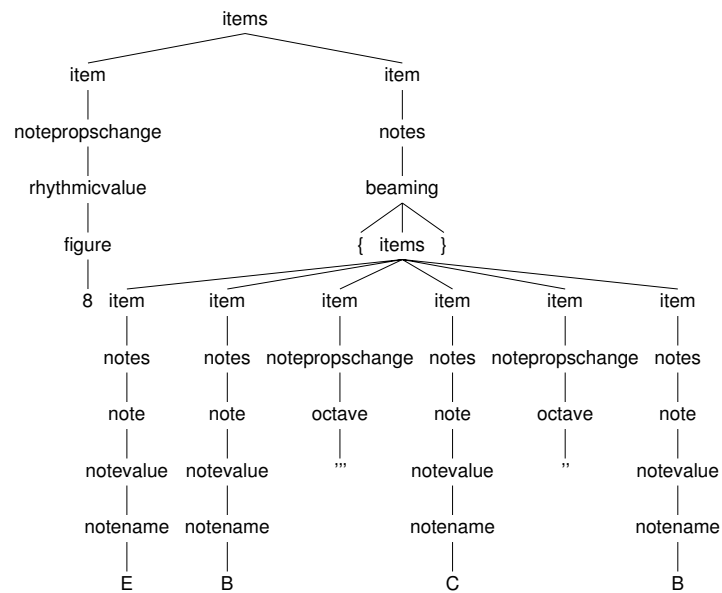 items
item item
notepropschange notes
rhythmicvalue beaming
figure { items }
8 item item item item item item
notes notes notepropschange notes notepropschange notes
note note octave note octave note
notevalue notevalue ''' notevalue '' notevalue
notename notename notename notename
E B C B